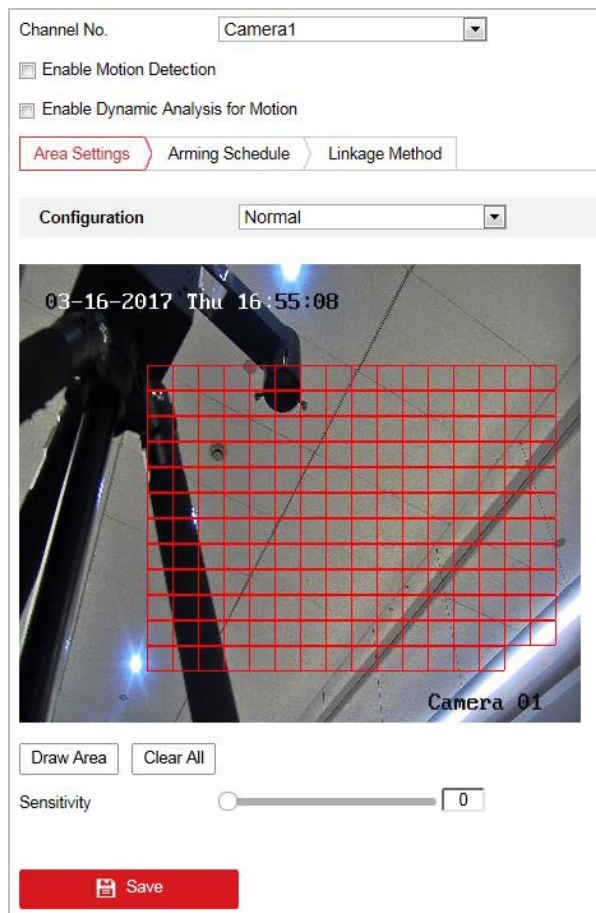 Channel No. Camera1
Enable Motion Detection
Enable Dynamic Analysis for Motion
Area Settings Arming Schedule Linkage Method
Configuration Normal
03-16-2017 Thu 16:55:08
Camera 01
Draw Area Clear All
Sensitivity 0
Save